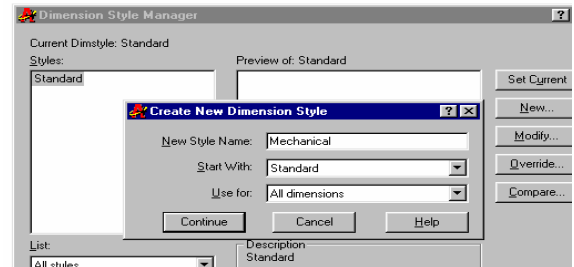 Dimension Style Manager
Current Dimstyle: Standard
Styles: Preview of: Standard
Standard
Set Current
Create New Dimension Style
New...
New Style Name: Mechanical
Modify...
Start With: Standard
Override...
Use for: All dimensions
Compare...
Continue Cancel Help
List: Description
All styles Standard